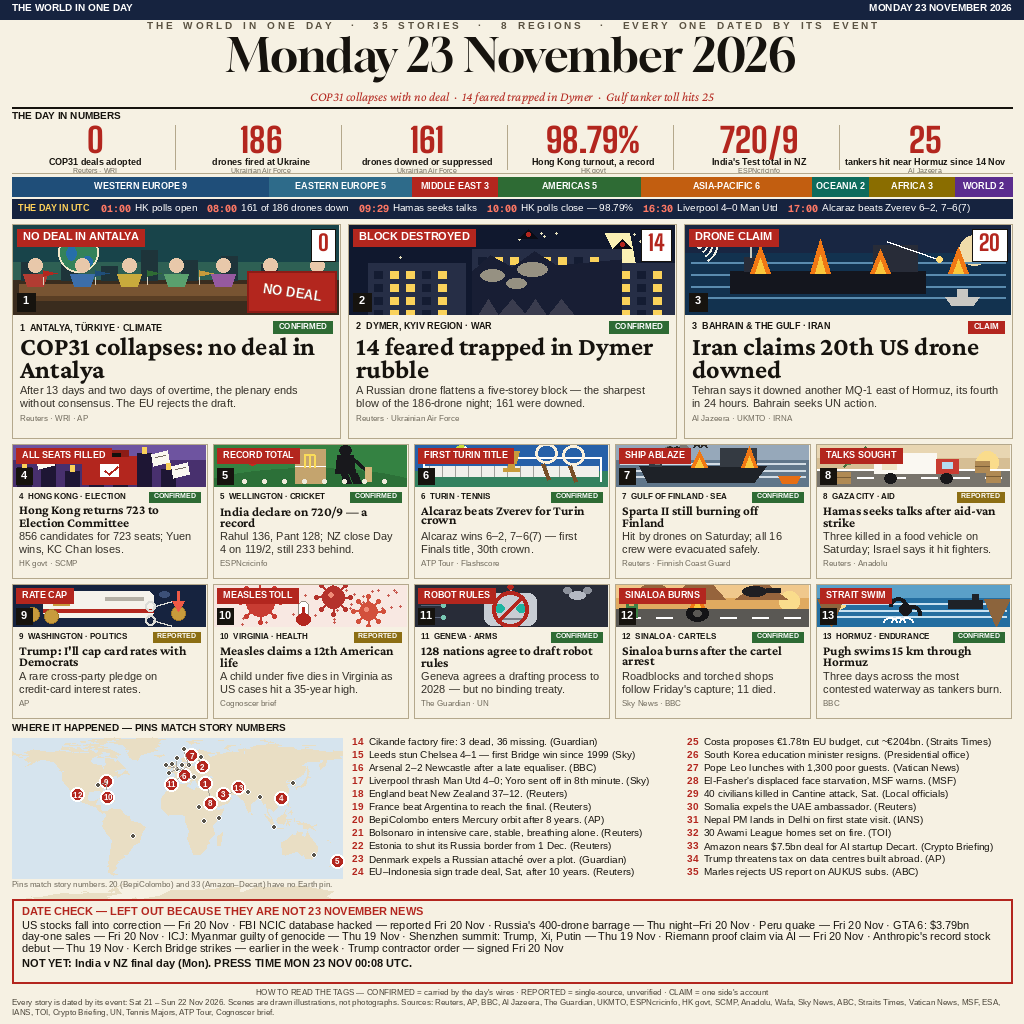 THE WORLD IN ONE DAY
MONDAY 23 NOVEMBER 2026
THE WORLD IN ONE DAY · 35 STORIES · 8 REGIONS · EVERY ONE DATED BY ITS EVENT
Monday 23 November 2026
COP31 collapses with no deal · 14 feared trapped in Dymer · Gulf tanker toll hits 25
THE DAY IN NUMBERS
0
COP31 deals adopted
Reuters · WRI
186
drones fired at Ukraine
Ukrainian Air Force
161
drones downed or suppressed
Ukrainian Air Force
98.79%
Hong Kong turnout, a record
HK govt
720/9
India's Test total in NZ
ESPNcricinfo
25
tankers hit near Hormuz since 14 Nov
Al Jazeera
WESTERN EUROPE 9
EASTERN EUROPE 5
MIDDLE EAST 3
AMERICAS 5
ASIA-PACIFIC 6
OCEANIA 2
AFRICA 3
WORLD 2
THE DAY IN UTC 01:00 HK polls open 08:00 161 of 186 drones down 09:29 Hamas seeks talks 10:00 HK polls close — 98.79% 16:30 Liverpool 4–0 Man Utd 17:00 Alcaraz beats Zverev 6–2, 7–6(7)
NO DEAL IN ANTALYA
0
NO DEAL
1
1 ANTALYA, TÜRKIYE · CLIMATE
CONFIRMED
COP31 collapses: no deal in
Antalya
After 13 days and two days of overtime, the plenary ends
without consensus. The EU rejects the draft.
Reuters · WRI · AP
BLOCK DESTROYED
14
2
2 DYMER, KYIV REGION · WAR
CONFIRMED
14 feared trapped in Dymer
rubble
A Russian drone flattens a five-storey block — the sharpest
blow of the 186-drone night; 161 were downed.
Reuters · Ukrainian Air Force
DRONE CLAIM
20
3
3 BAHRAIN & THE GULF · IRAN
CLAIM
Iran claims 20th US drone
downed
Tehran says it downed another MQ-1 east of Hormuz, its fourth
in 24 hours. Bahrain seeks UN action.
Al Jazeera · UKMTO · IRNA
ALL SEATS FILLED
4
4 HONG KONG · ELECTION
CONFIRMED
Hong Kong returns 723 to
Election Committee
856 candidates for 723 seats; Yuen
wins, KC Chan loses.
HK govt · SCMP
RECORD TOTAL
5
5 WELLINGTON · CRICKET
CONFIRMED
India declare on 720/9 — a
record
Rahul 136, Pant 128; NZ close Day
4 on 119/2, still 233 behind.
ESPNcricinfo
FIRST TURIN TITLE
6
6 TURIN · TENNIS
CONFIRMED
Alcaraz beats Zverev for Turin
crown
Alcaraz wins 6–2, 7–6(7) — first
Finals title, 30th crown.
ATP Tour · Flashscore
SHIP ABLAZE
7
7 GULF OF FINLAND · SEA
CONFIRMED
Sparta II still burning off
Finland
Hit by drones on Saturday; all 16
crew were evacuated safely.
Reuters · Finnish Coast Guard
TALKS SOUGHT
8
8 GAZA CITY · AID
REPORTED
Hamas seeks talks after aid-van
strike
Three killed in a food vehicle on
Saturday; Israel says it hit fighters.
Reuters · Anadolu
RATE CAP
9
9 WASHINGTON · POLITICS
REPORTED
Trump: I'll cap card rates with
Democrats
A rare cross-party pledge on
credit-card interest rates.
AP
MEASLES TOLL
10
10 VIRGINIA · HEALTH
REPORTED
Measles claims a 12th American
life
A child under five dies in Virginia as
US cases hit a 35-year high.
Cognoscer brief
ROBOT RULES
11
11 GENEVA · ARMS
CONFIRMED
128 nations agree to draft robot
rules
Geneva agrees a drafting process to
2028 — but no binding treaty.
The Guardian · UN
SINALOA BURNS
12
12 SINALOA · CARTELS
CONFIRMED
Sinaloa burns after the cartel
arrest
Roadblocks and torched shops
follow Friday's capture; 11 died.
Sky News · BBC
STRAIT SWIM
13
13 HORMUZ · ENDURANCE
CONFIRMED
Pugh swims 15 km through
Hormuz
Three days across the most
contested waterway as tankers burn.
BBC
WHERE IT HAPPENED — PINS MATCH STORY NUMBERS
7
2
6
11
1
9
12
10
13
3
8
4
5
Pins match story numbers. 20 (BepiColombo) and 33 (Amazon–Decart) have no Earth pin.
14 Cikande factory fire: 3 dead, 36 missing. (Guardian)
15 Leeds stun Chelsea 4–1 — first Bridge win since 1999 (Sky)
16 Arsenal 2–2 Newcastle after a late equaliser. (BBC)
17 Liverpool thrash Man Utd 4–0; Yoro sent off in 8th minute. (Sky)
18 England beat New Zealand 37–12. (Reuters)
19 France beat Argentina to reach the final. (Reuters)
20 BepiColombo enters Mercury orbit after 8 years. (AP)
21 Bolsonaro in intensive care, stable, breathing alone. (Reuters)
22 Estonia to shut its Russia border from 1 Dec. (Reuters)
23 Denmark expels a Russian attaché over a plot. (Guardian)
24 EU–Indonesia sign trade deal, Sat, after 10 years. (Reuters)
25 Costa proposes €1.78tn EU budget, cut ~€204bn. (Straits Times)
26 South Korea education minister resigns. (Presidential office)
27 Pope Leo lunches with 1,300 poor guests. (Vatican News)
28 El-Fasher's displaced face starvation, MSF warns. (MSF)
29 40 civilians killed in Cantine attack, Sat. (Local officials)
30 Somalia expels the UAE ambassador. (Reuters)
31 Nepal PM lands in Delhi on first state visit. (IANS)
32 30 Awami League homes set on fire. (TOI)
33 Amazon nears $7.5bn deal for AI startup Decart. (Crypto Briefing)
34 Trump threatens tax on data centres built abroad. (AP)
35 Marles rejects US report on AUKUS subs. (ABC)
DATE CHECK — LEFT OUT BECAUSE THEY ARE NOT 23 NOVEMBER NEWS
US stocks fall into correction — Fri 20 Nov · FBI NCIC database hacked — reported Fri 20 Nov · Russia's 400-drone barrage — Thu night–Fri 20 Nov · Peru quake — Fri 20 Nov · GTA 6: $3.79bn
day-one sales — Fri 20 Nov · ICJ: Myanmar guilty of genocide — Thu 19 Nov · Shenzhen summit: Trump, Xi, Putin — Thu 19 Nov · Riemann proof claim via AI — Fri 20 Nov · Anthropic's record stock
debut — Thu 19 Nov · Kerch Bridge strikes — earlier in the week · Trump contractor order — signed Fri 20 Nov
NOT YET: India v NZ final day (Mon). PRESS TIME MON 23 NOV 00:08 UTC.
HOW TO READ THE TAGS — CONFIRMED = carried by the day's wires · REPORTED = single-source, unverified · CLAIM = one side's account
Every story is dated by its event: Sat 21 – Sun 22 Nov 2026. Scenes are drawn illustrations, not photographs. Sources: Reuters, AP, BBC, Al Jazeera, The Guardian, UKMTO, ESPNcricinfo, HK govt, SCMP, Anadolu, Wafa, Sky News, ABC, Straits Times, Vatican News, MSF, ESA,
IANS, TOI, Crypto Briefing, UN, Tennis Majors, ATP Tour, Cognoscer brief.